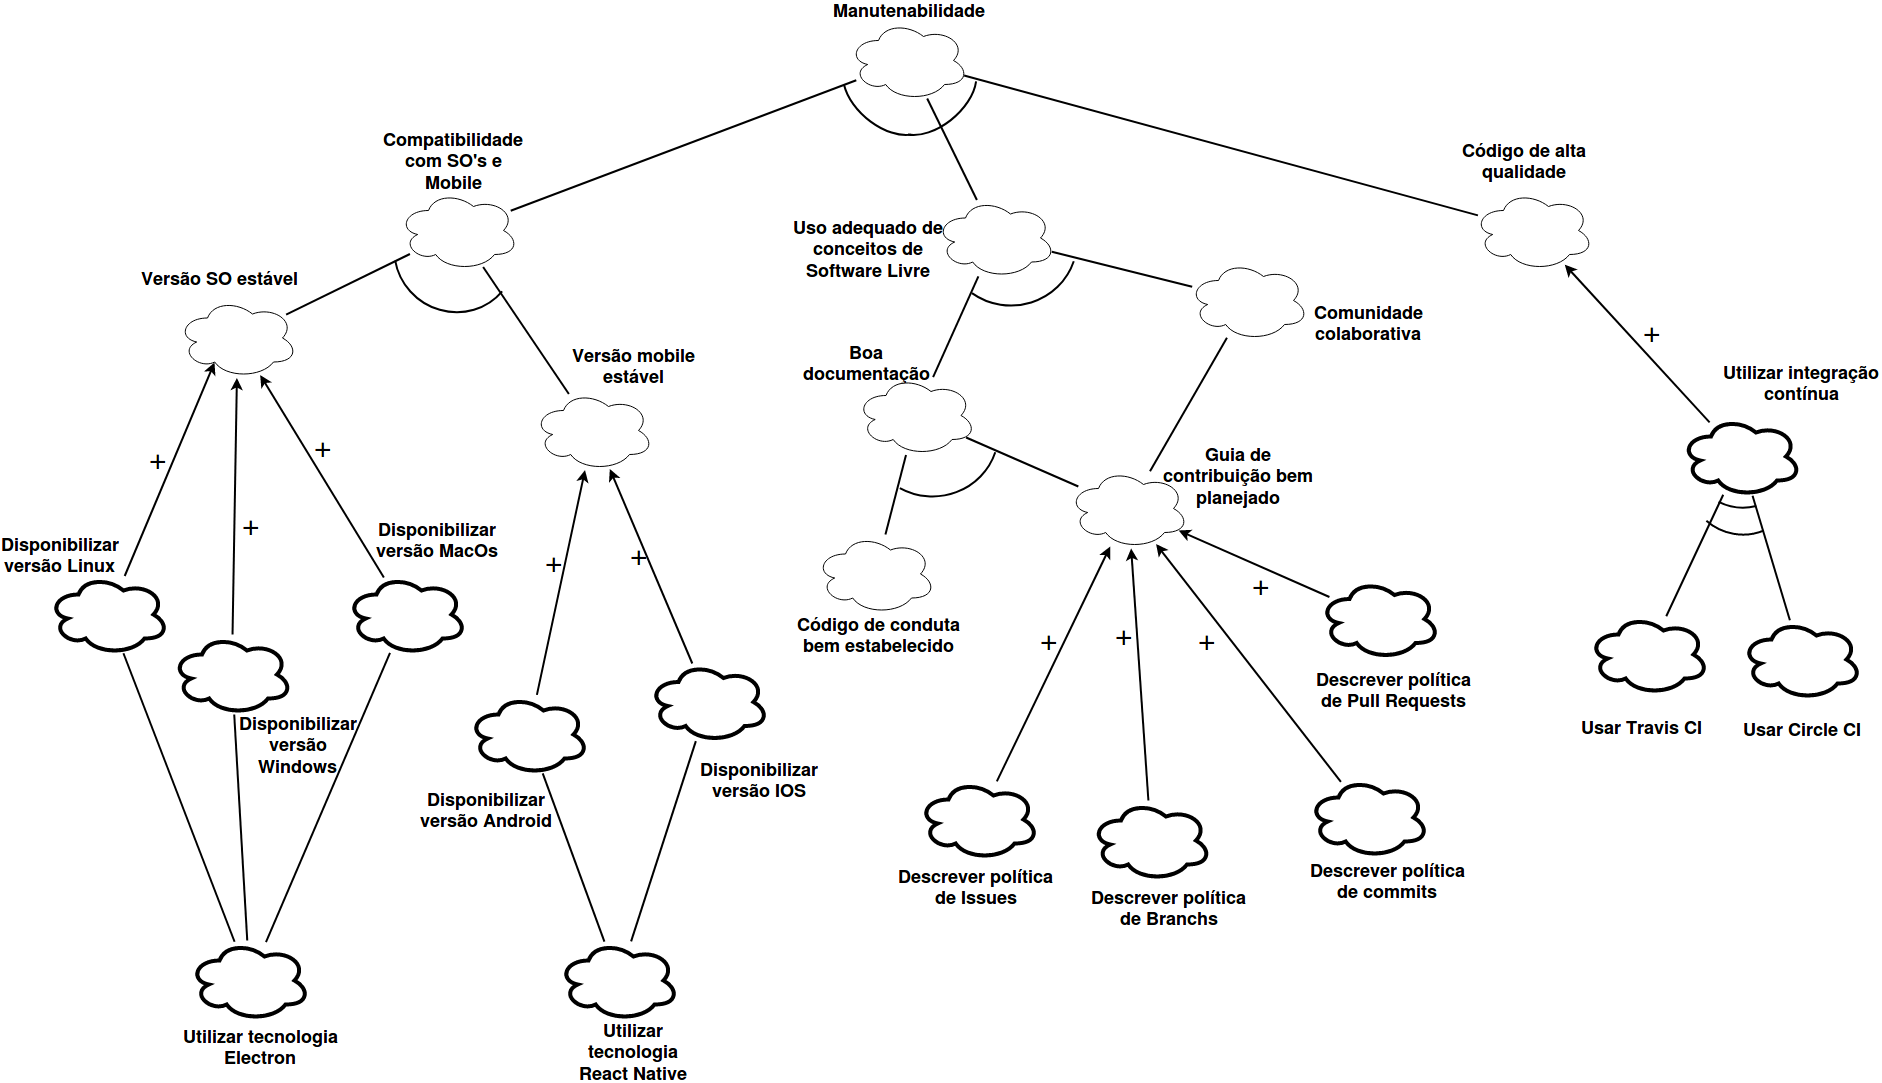 Manutenabilidade
Compatibilidade
com SO's e
Mobile
Código de alta
qualidade
Uso adequado de
conceitos de
Software Livre
Versão SO estável
Comunidade
colaborativa
Versão mobile
estável
Boa
documentação
+
Utilizar integração
contínua
+
+
Guia de
contribuição bem
planejado
+
Disponibilizar
versão Linux
Disponibilizar
versão MacOs
+
+
+
Código de conduta
bem estabelecido
+
+
+
Descrever política
de Pull Requests
Disponibilizar
versão
Windows
Usar Travis CI
Usar Circle CI
Disponibilizar
versão IOS
Disponibilizar
versão Android
Descrever política
de Issues
Descrever política
de Branchs
Descrever política
de commits
Utilizar tecnologia
Electron
Utilizar
tecnologia
React Native